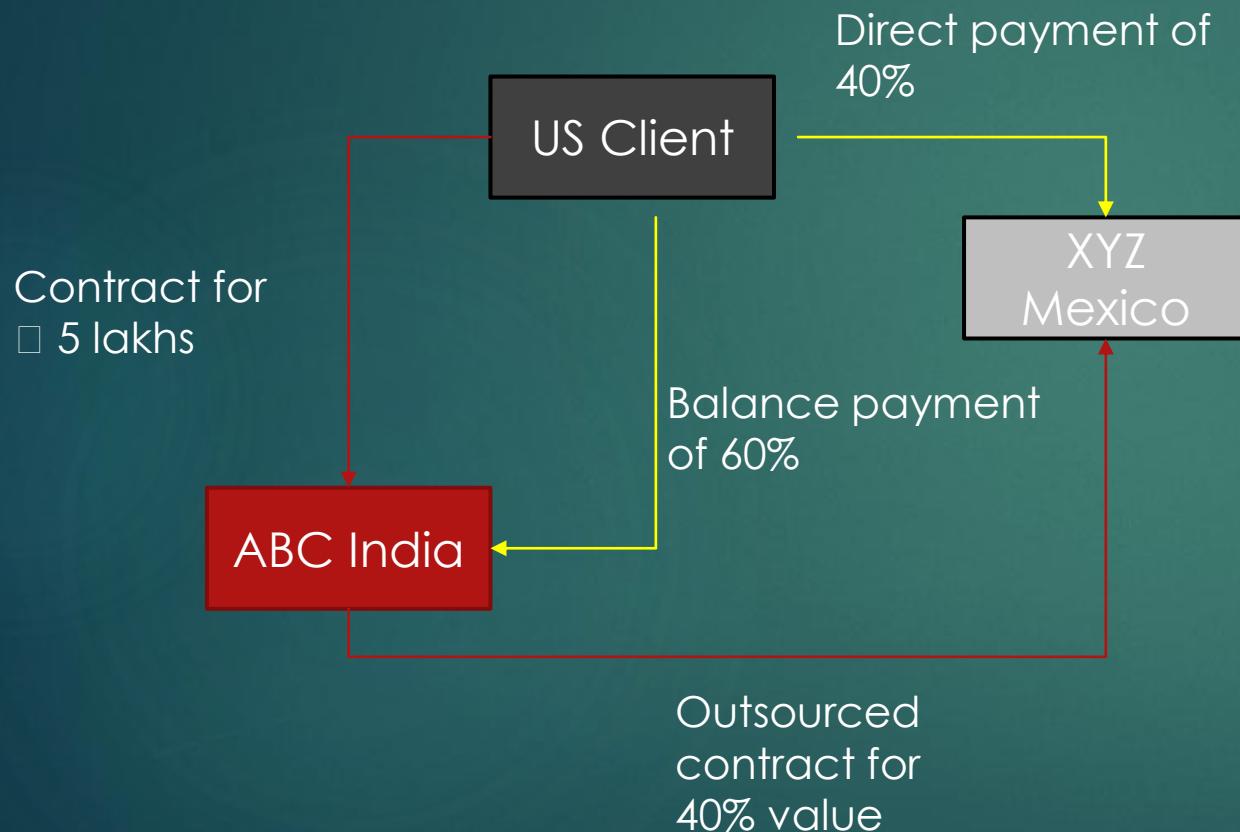 Direct payment of
40%
US Client
XYZ
Mexico
Contract for
□ 5 lakhs
Balance payment
of 60%
ABC India
Outsourced
contract for
40% value